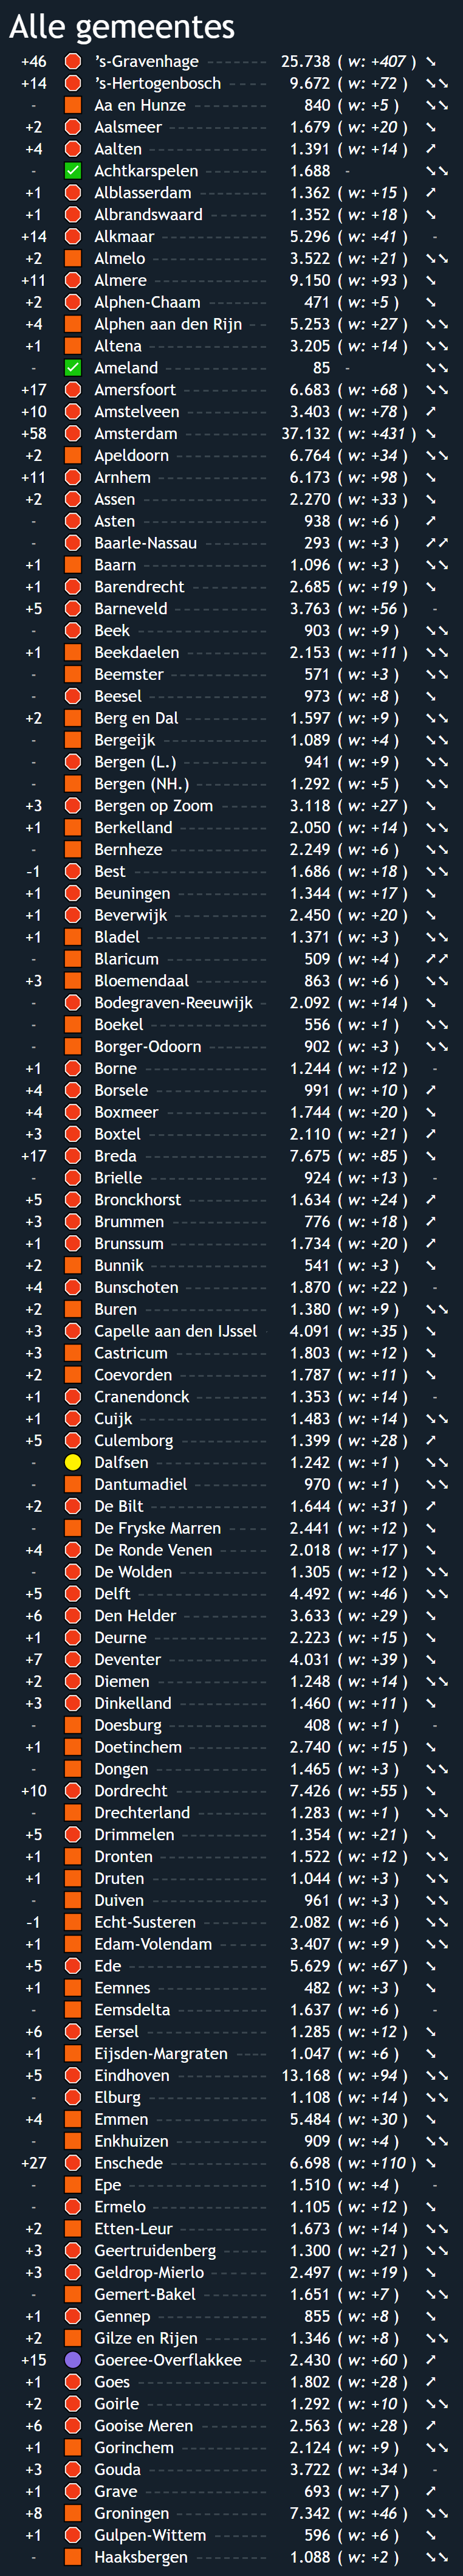 Alle gemeentes
+46 's-Gravenhage 25.738 ( w: +407 )
+14 's-Hertogenbosch 9.672 ( w: +72 )
- Aa en Hunze 840 ( w: +5 )
+2 Aalsmeer 1.679 ( w: +20 )
+4 Aalten 1.391 ( w: +14 )
- Achtkarspelen 1.688 -
+1 Alblasserdam 1.362 ( w: +15 )
+1 Albrandswaard 1.352 ( w: +18 )
+14 Alkmaar 5.296 ( w: +41 ) -
+2 Almelo 3.522 ( w: +21 )
+11 Almere 9.150 ( w: +93 )
+2 Alphen-Chaam 471 ( w: +5 )
+4 Alphen aan den Rijn 5.253 ( w: +27 )
+1 Altena 3.205 ( w: +14 )
- Ameland 85 -
+17 Amersfoort 6.683 ( w: +68 )
+10 Amstelveen 3.403 ( w: +78 )
+58 Amsterdam 37.132 ( w: +431 )
+2 Apeldoorn 6.764 ( w: +34 )
+11 Arnhem 6.173 ( w: +98 )
+2 Assen 2.270 ( w: +33 )
- Asten 938 ( w: +6 )
- Baarle-Nassau 293 ( w: +3 )
+1 Baarn 1.096 ( w: +3 )
+1 Barendrecht 2.685 ( w: +19 )
+5 Barneveld 3.763 ( w: +56 ) -
- Beek 903 ( w: +9 )
+1 Beekdaelen 2.153 ( w: +11 )
- Beemster 571 ( w: +3 )
- Beesel 973 ( w: +8 )
+2 Berg en Dal 1.597 ( w: +9 )
- Bergeijk 1.089 ( w: +4 )
- Bergen (L.) 941 ( w: +9 )
- Bergen (NH.) 1.292 ( w: +5 )
+3 Bergen op Zoom 3.118 ( w: +27 )
+1 Berkelland 2.050 ( w: +14 )
- Bernheze 2.249 ( w: +6 )
-1 Best 1.686 ( w: +18 )
+1 Beuningen 1.344 ( w: +17 )
+1 Beverwijk 2.450 ( w: +20 )
+1 Bladel 1.371 ( w: +3 )
- Blaricum 509 ( w: +4 )
+3 Bloemendaal 863 ( w: +6 )
- Bodegraven-Reeuwijk 2.092 ( w: +14 )
- Boekel 556 ( w: +1 )
- Borger-Odoorn 902 ( w: +3 )
+1 Borne 1.244 ( w: +12 ) -
+4 Borsele 991 ( w: +10 )
+4 Boxmeer 1.744 ( w: +20 )
+3 Boxtel 2.110 ( w: +21 )
+17 Breda 7.675 ( w: +85 )
- Brielle 924 ( w: +13 ) -
+5 Bronckhorst 1.634 ( w: +24 )
+3 Brummen 776 ( w: +18 )
+1 Brunssum 1.734 ( w: +20 )
+2 Bunnik 541 ( w: +3 )
+4 Bunschoten 1.870 ( w: +22 ) -
+2 Buren 1.380 ( w: +9 )
+3 Capelle aan den IJssel 4.091 ( w: +35 )
+3 Castricum 1.803 ( w: +12 )
+2 Coevorden 1.787 ( w: +11 )
+1 Cranendonck 1.353 ( w: +14 ) -
+1 Cuijk 1.483 ( w: +14 )
+5 Culemborg 1.399 ( w: +28 )
- Dalfsen 1.242 ( w: +1 )
- Dantumadiel 970 ( w: +1 )
+2 De Bilt 1.644 ( w: +31 )
- De Fryske Marren 2.441 ( w: +12 )
+4 De Ronde Venen 2.018 ( w: +17 )
- De Wolden 1.305 ( w: +12 )
+5 Delft 4.492 ( w: +46 )
+6 Den Helder 3.633 ( w: +29 )
+1 Deurne 2.223 ( w: +15 )
+7 Deventer 4.031 ( w: +39 )
+2 Diemen 1.248 ( w: +14 )
+3 Dinkelland 1.460 ( w: +11 )
- Doesburg 408 ( w: +1 ) -
+1 Doetinchem 2.740 ( w: +15 )
- Dongen 1.465 ( w: +3 )
+10 Dordrecht 7.426 ( w: +55 )
- Drechterland 1.283 ( w: +1 )
+5 Drimmelen 1.354 ( w: +21 )
+1 Dronten 1.522 ( w: +12 )
+1 Druten 1.044 ( w: +3 )
- Duiven 961 ( w: +3 )
-1 Echt-Susteren 2.082 ( w: +6 )
+1 Edam-Volendam 3.407 ( w: +9 )
+5 Ede 5.629 ( w: +67 )
+1 Eemnes 482 ( w: +3 )
- Eemsdelta 1.637 ( w: +6 ) -
+6 Eersel 1.285 ( w: +12 )
+1 Eijsden-Margraten 1.047 ( w: +6 )
+5 Eindhoven 13.168 ( w: +94 )
- Elburg 1.108 ( w: +14 )
+4 Emmen 5.484 ( w: +30 )
- Enkhuizen 909 ( w: +4 )
+27 Enschede 6.698 ( w: +110 )
- Epe 1.510 ( w: +4 ) -
- Ermelo 1.105 ( w: +12 )
+2 Etten-Leur 1.673 ( w: +14 )
+3 Geertruidenberg 1.300 ( w: +21 )
+3 Geldrop-Mierlo 2.497 ( w: +19 )
- Gemert-Bakel 1.651 ( w: +7 )
+1 Gennep 855 ( w: +8 )
+2 Gilze en Rijen 1.346 ( w: +8 )
+15 Goeree-Overflakkee 2.430 ( w: +60 )
+1 Goes 1.802 ( w: +28 )
+2 Goirle 1.292 ( w: +10 )
+6 Gooise Meren 2.563 ( w: +28 )
+1 Gorinchem 2.124 ( w: +9 )
+3 Gouda 3.722 ( w: +34 ) -
+1 Grave 693 ( w: +7 )
+8 Groningen 7.342 ( w: +46 )
+1 Gulpen-Wittem 596 ( w: +6 )
- Haaksbergen 1.088 ( w: +2 )